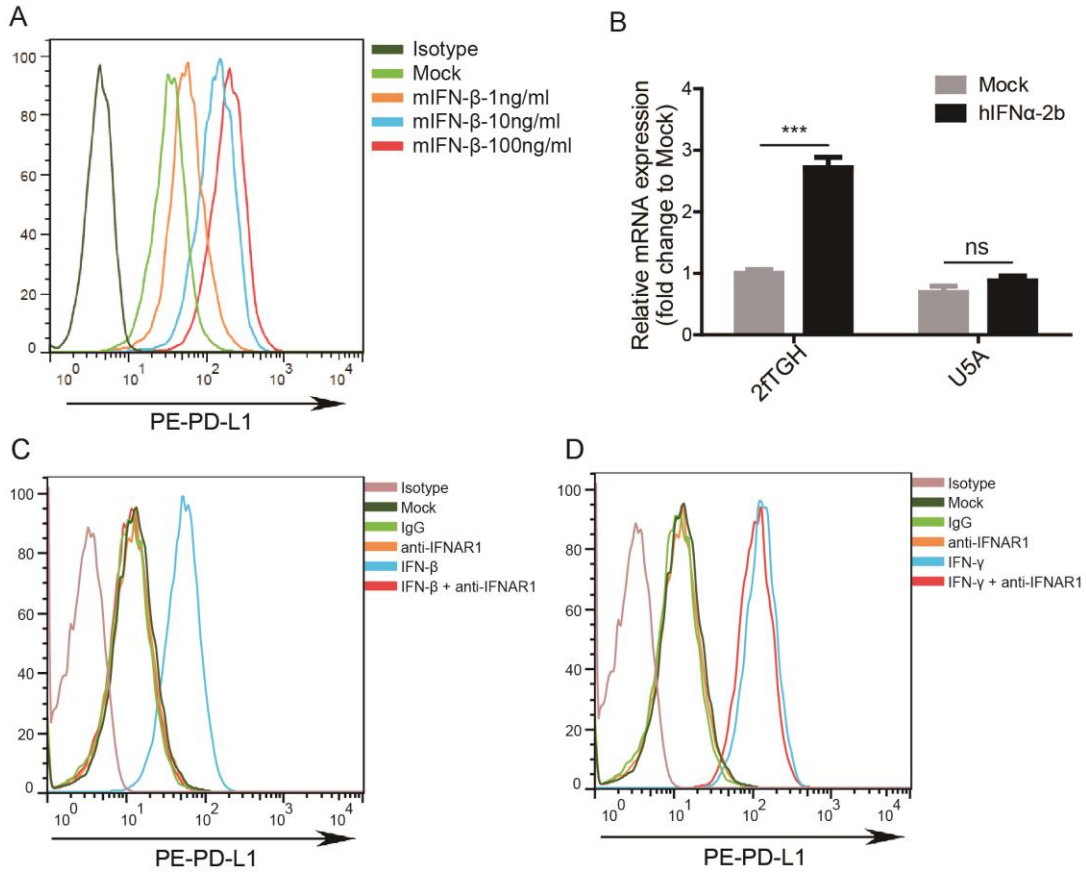 A
Isotype
Mock
mIFN-β-1ng/ml
mIFN-β-10ng/ml
mIFN-β-100ng/ml
100
80
60
40
20
0
10^0 10^1 10^2 10^3 10^4
PE-PD-L1
B
Mock
hIFNα-2b
Relative mRNA expression
(fold change to Mock)
4
3
2
1
0
***
ns
2fTGH
U5A
C
Isotype
Mock
IgG
anti-IFNAR1
IFN-β
IFN-β + anti-IFNAR1
100
80
60
40
20
0
10^0 10^1 10^2 10^3 10^4
PE-PD-L1
D
Isotype
Mock
IgG
anti-IFNAR1
IFN-γ
IFN-γ + anti-IFNAR1
100
80
60
40
20
0
10^0 10^1 10^2 10^3 10^4
PE-PD-L1